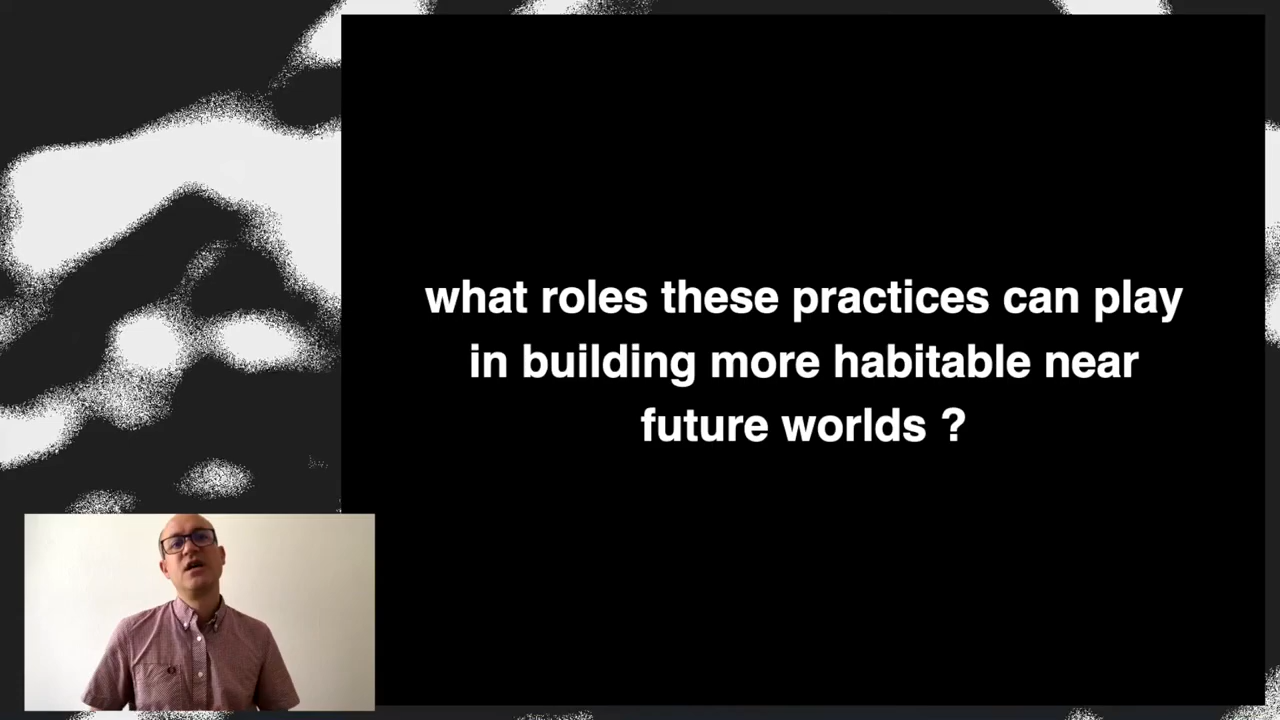 what roles these practices can play
in building more habitable near
future worlds ?